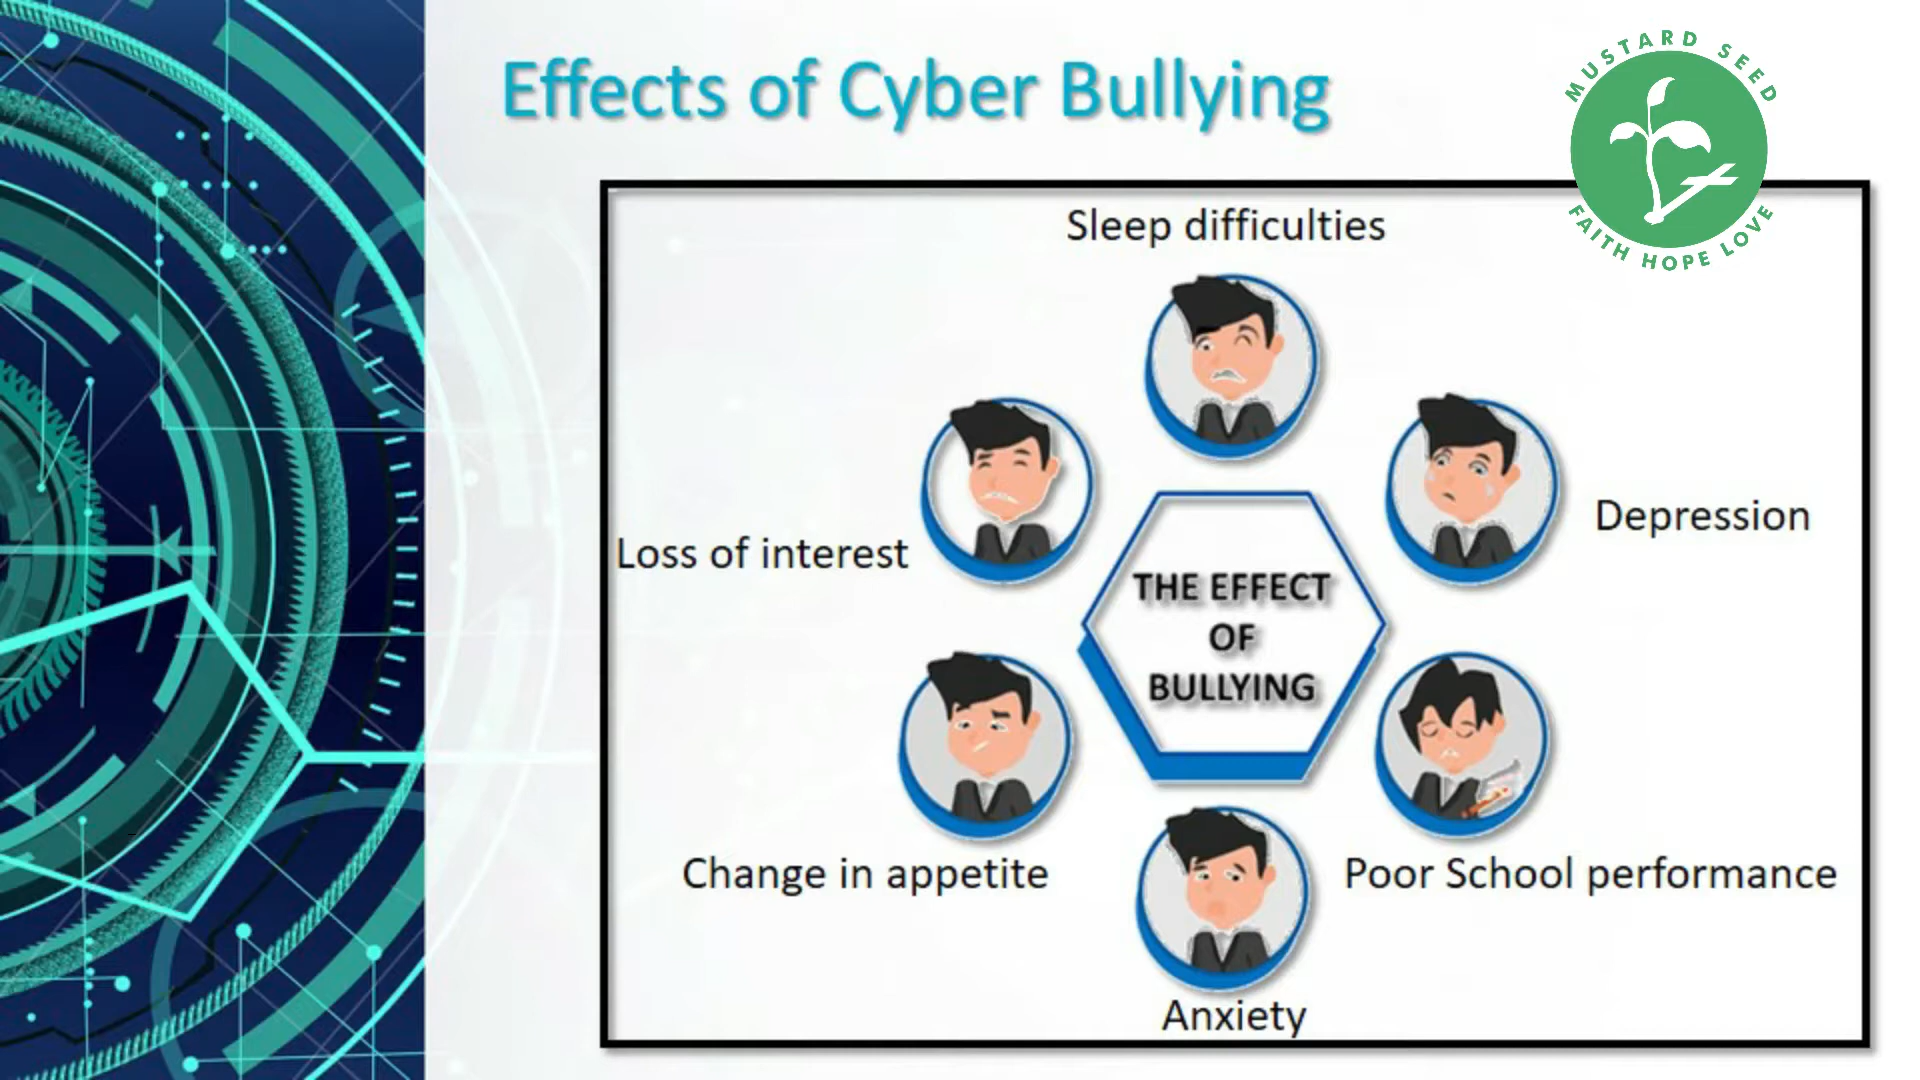 Effects of Cyber Bullying
MUSTARD SEED
FAITH HOPE LOVE
Sleep difficulties
Depression
Loss of interest
THE EFFECT
OF
BULLYING
Change in appetite
Poor School performance
Anxiety